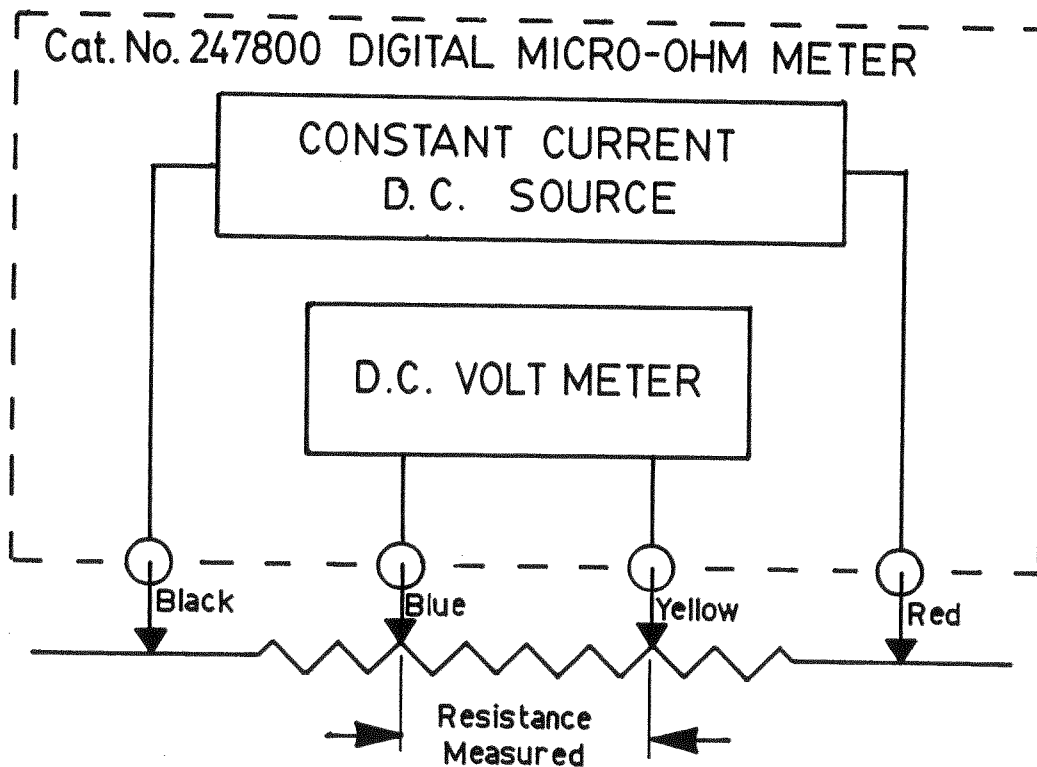 Cat. No. 247800 DIGITAL MICRO-OHM METER
CONSTANT CURRENT
D.C. SOURCE
D.C. VOLT METER
Black
Blue
Yellow
Red
Resistance
Measured